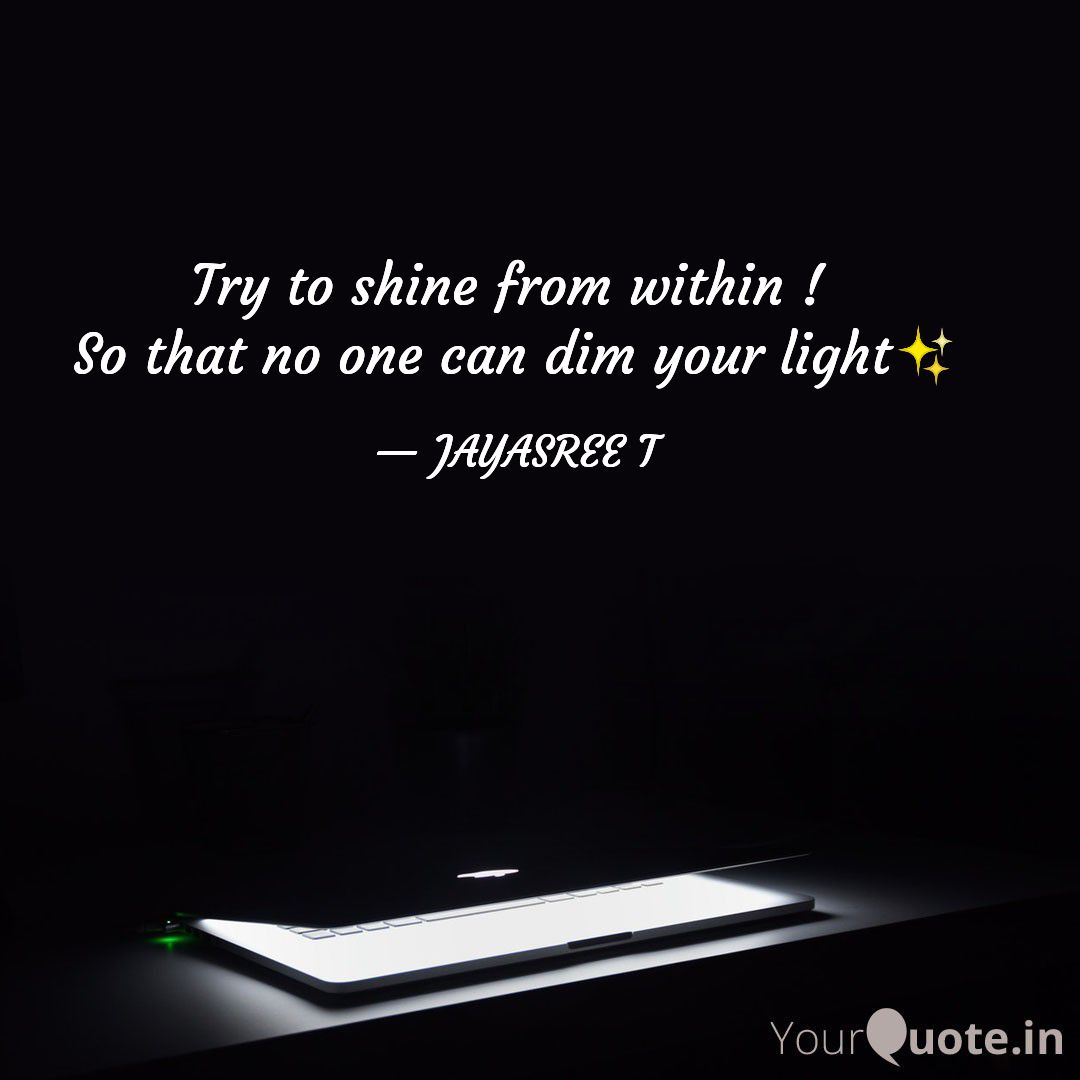 Try to shine from within !
So that no one can dim your light✨
— JAYASREE T
YourQuote.in